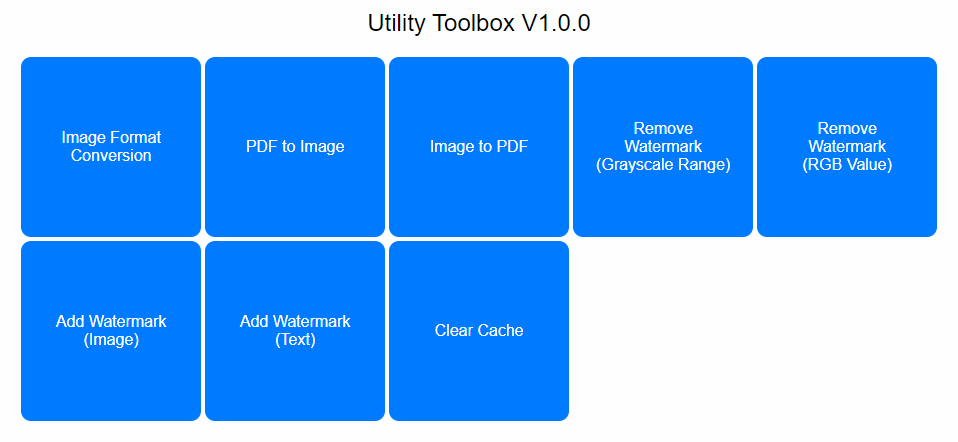 Utility Toolbox V1.0.0
Image Format
Conversion
PDF to Image
Image to PDF
Remove
Watermark
(Grayscale Range)
Remove
Watermark
(RGB Value)
Add Watermark
(Image)
Add Watermark
(Text)
Clear Cache